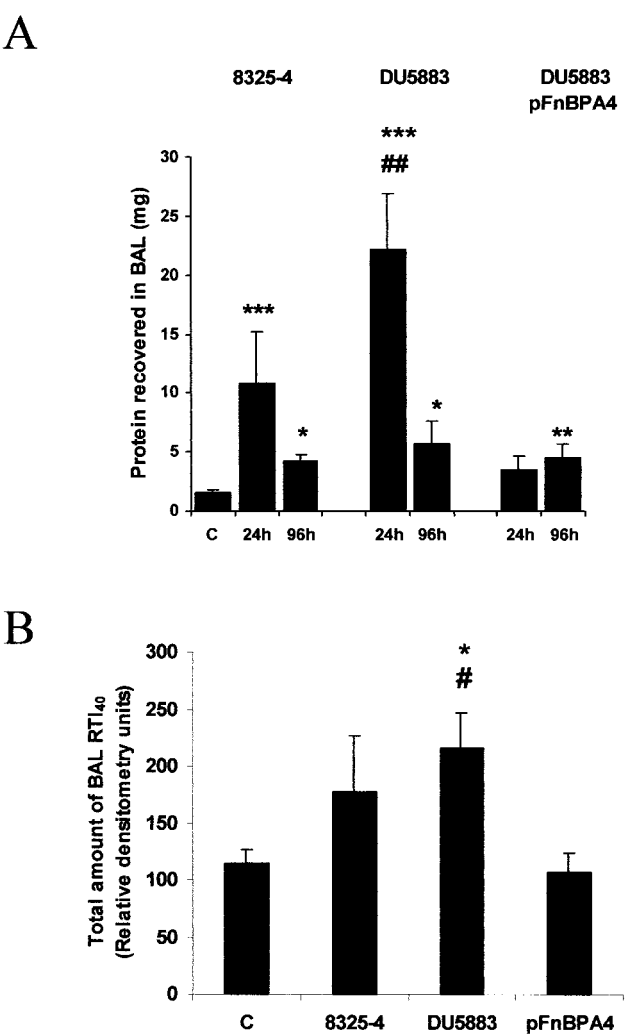 A
8325-4 DU5883 DU5883
pFnBPA4
***
##
***
*
*
**
Protein recovered in BAL (mg)
30
25
20
15
10
5
0
C 24h 96h 24h 96h 24h 96h
B
*
#
Total amount of BAL RTI₄₀
(Relative densitometry units)
300
250
200
150
100
50
0
C 8325-4 DU5883 pFnBPA4